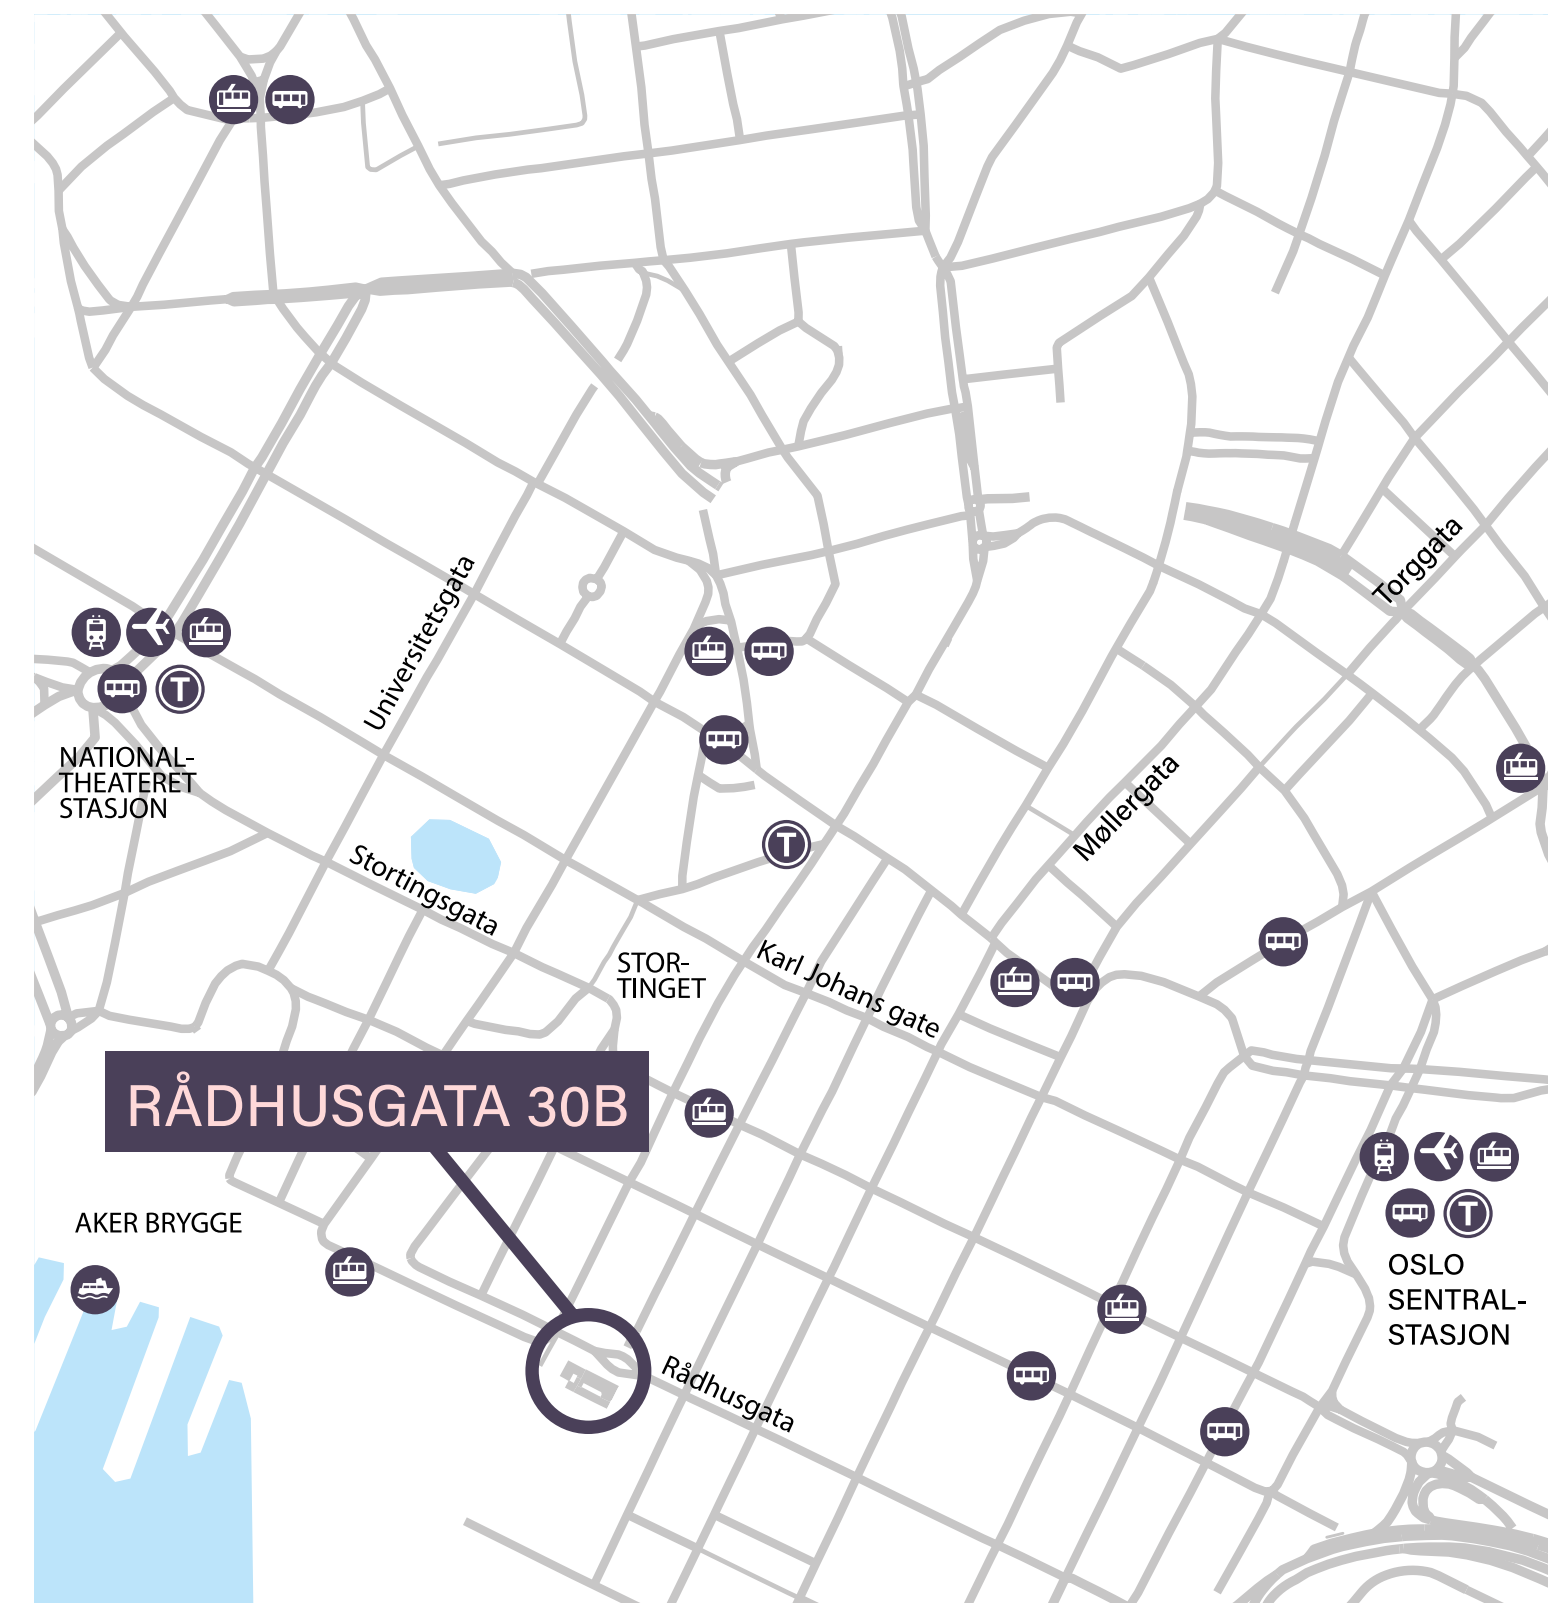 Torggata
Universitetsgata
T
NATIONAL-
THEATERET
STASJON
Møllergata
T
Stortingsgata
STOR-
TINGET
Karl Johans gate
RÅDHUSGATA 30B
AKER BRYGGE
T
OSLO
SENTRAL-
STASJON
Rådhusgata